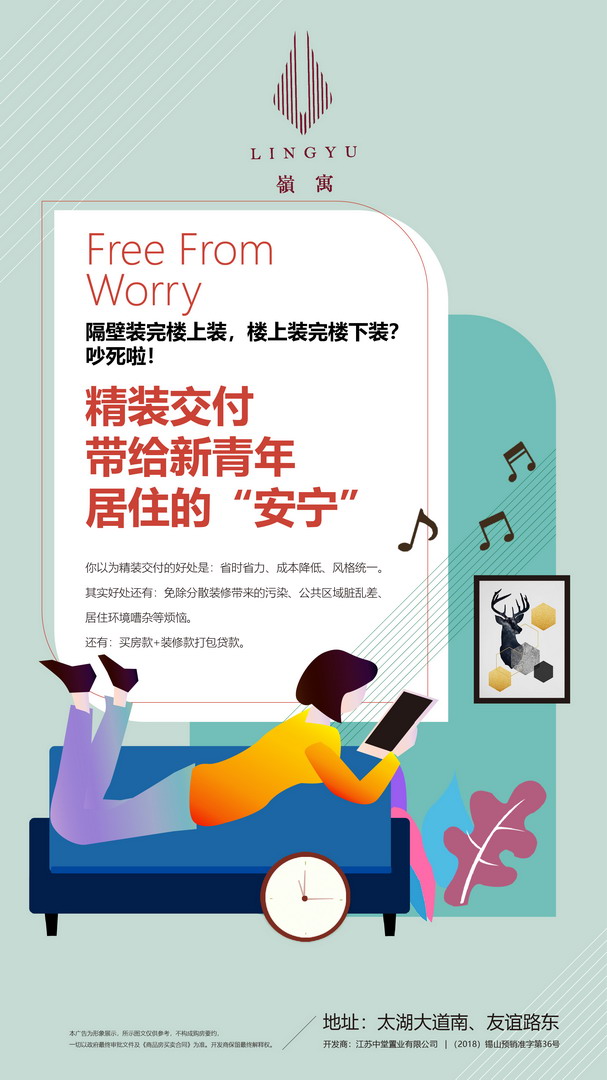 LINGYU
嶺寓
Free From
Worry
隔壁装完楼上装，楼上装完楼下装？
吵死啦！
精装交付
带给新青年
居住的“安宁”
你以为精装交付的好处是：省时省力、成本降低、风格统一。
其实好处还有：免除分散装修带来的污染、公共区域脏乱差、
居住环境嘈杂等烦恼。
还有：买房款+装修款打包贷款。
本广告为形象展示，所示图文仅供参考，不构成购房要约，
一切以政府最终审批文件及《商品房买卖合同》为准。开发商保留最终解释权。
地址：太湖大道南、友谊路东
开发商：江苏中堂置业有限公司 |（2018）锡山预销准字第36号